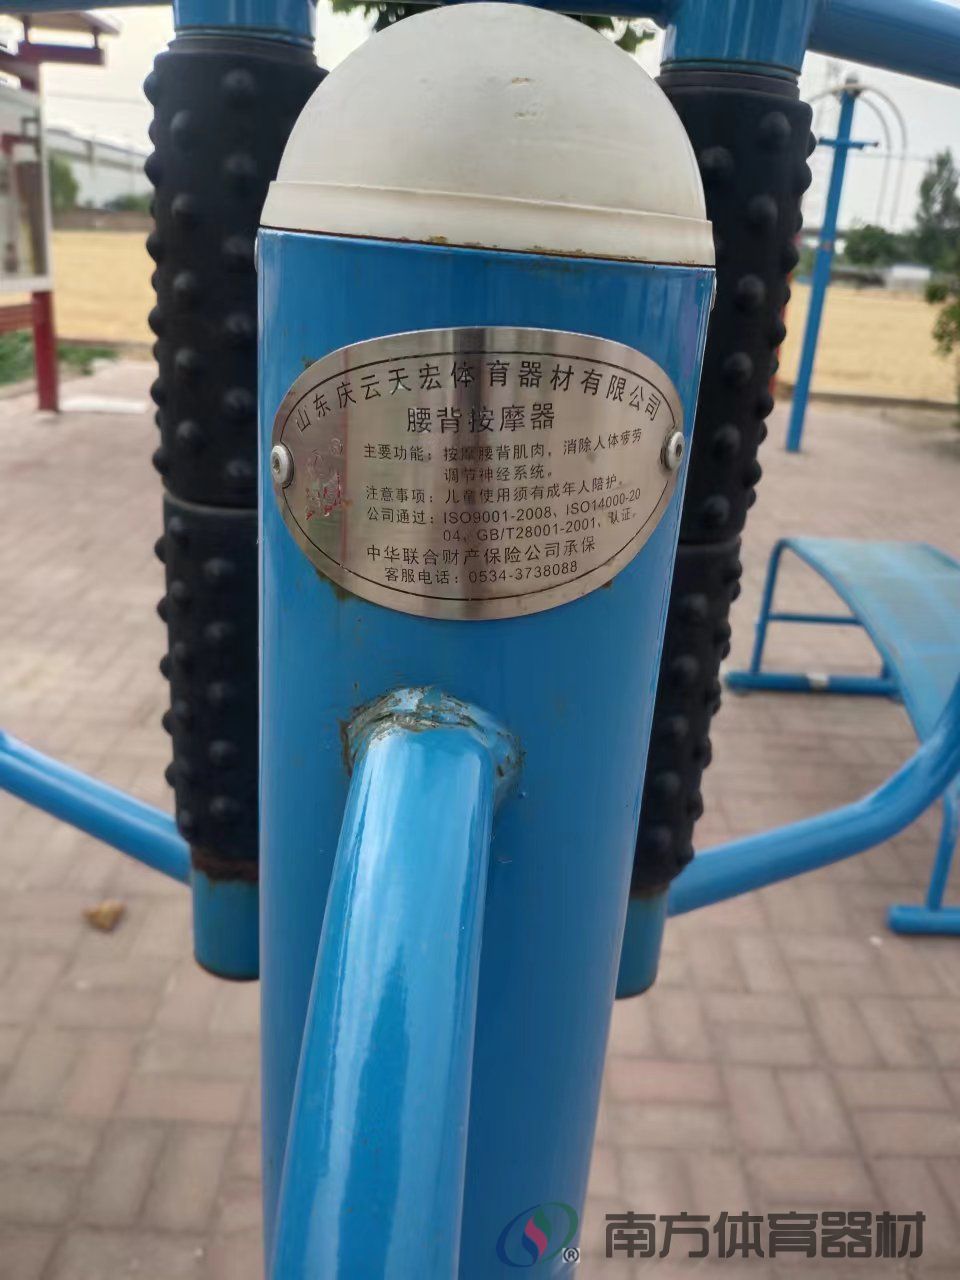 山东庆云天宏体育器材有限公司
腰背按摩器
主要功能：按摩腰背肌肉，消除人体疲劳
调节神经系统。
注意事项：儿童使用须有成年人陪护。
公司通过：ISO9001-2008、ISO14000-20
04、GB/T28001-2001、认证。
中华联合财产保险公司承保
客服电话：0534-3738088
®南方体育器材